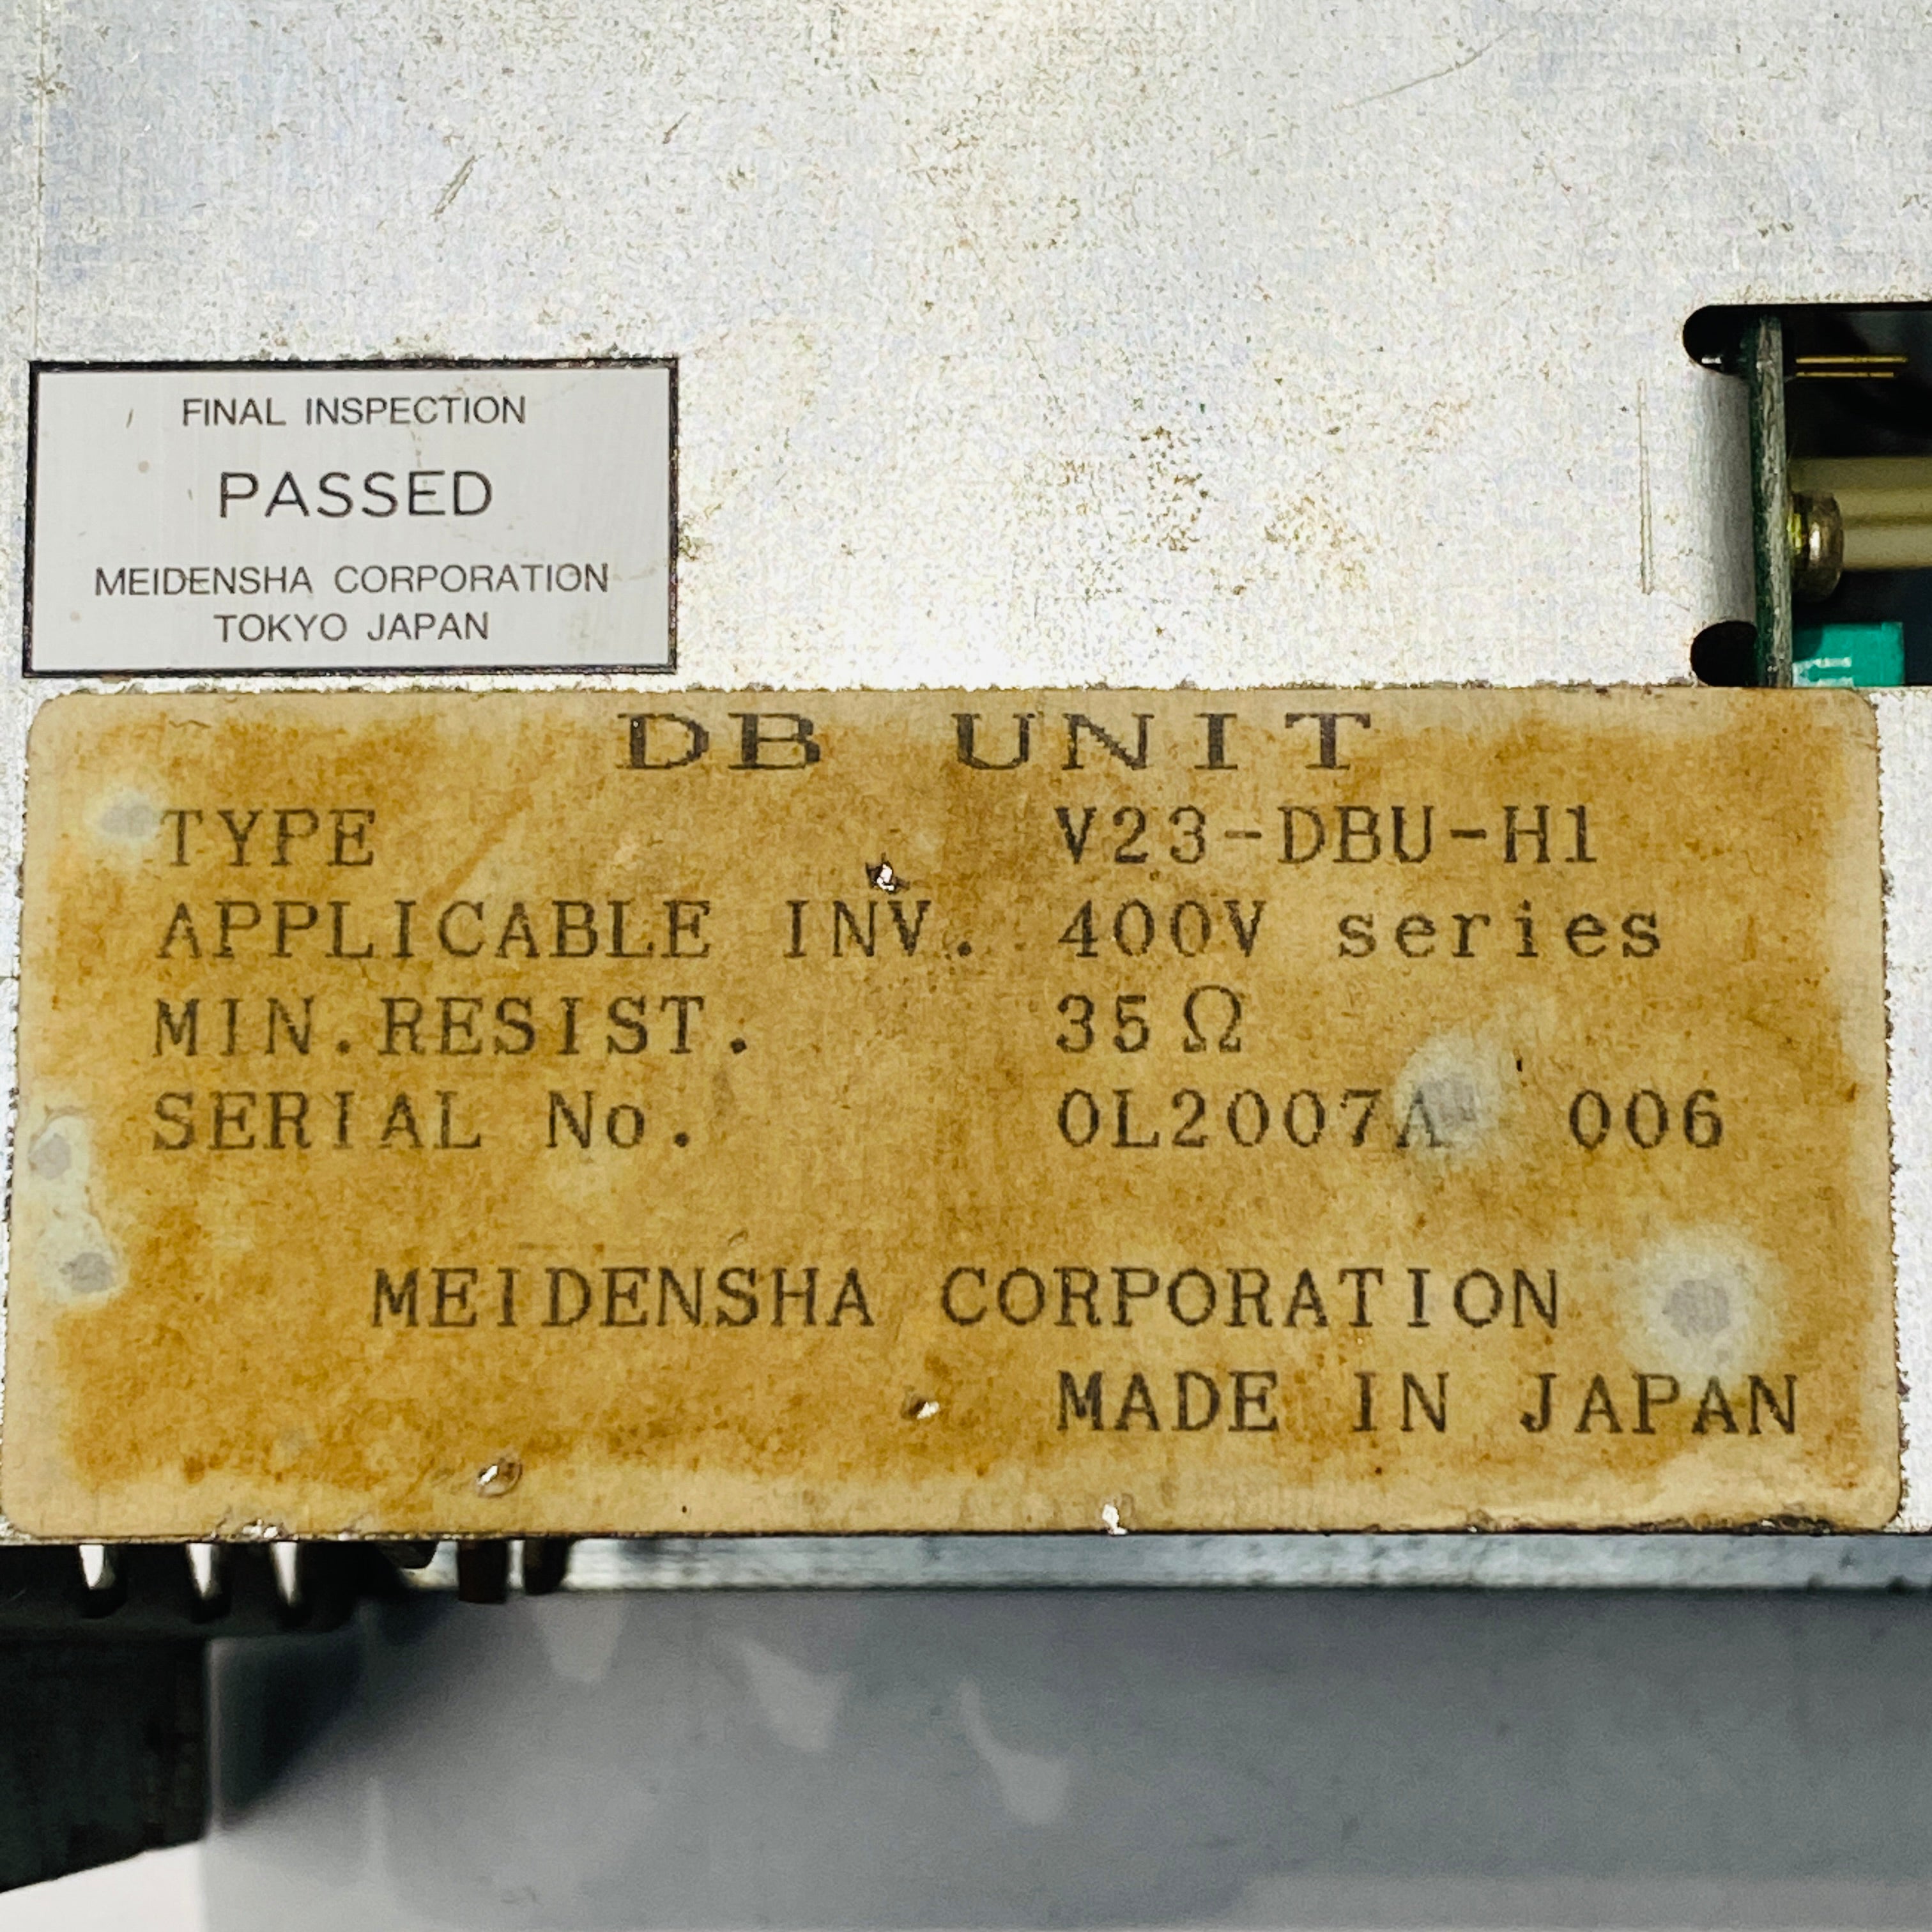 FINAL INSPECTION
PASSED
MEIDENSHA CORPORATION
TOKYO JAPAN
DB UNIT
TYPE V23-DBU-H1
APPLICABLE INV. 400V series
MIN.RESIST. 35Ω
SERIAL No. 006
MEIDENSHA CORPORATION
MADE IN JAPAN